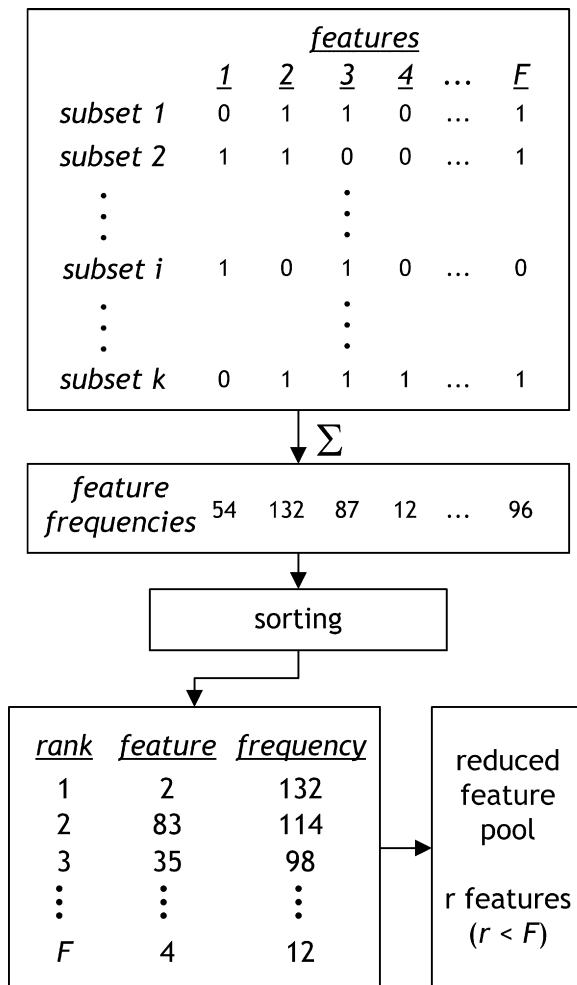 features
1 2 3 4 ... F
subset 1 0 1 1 0 ... 1
subset 2 1 1 0 0 ... 1
subset i 1 0 1 0 ... 0
subset k 0 1 1 1 ... 1
Σ
feature
frequencies 54 132 87 12 ... 96
sorting
rank feature frequency
1 2 132
2 83 114
3 35 98
F 4 12
reduced
feature
pool
r features
(r < F)